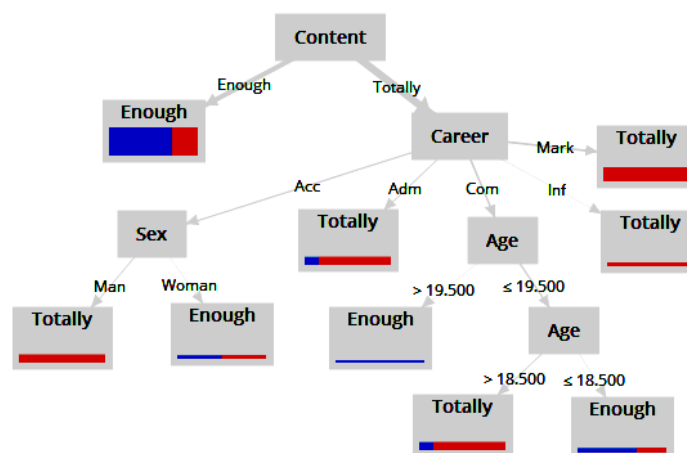 Content
Enough
Totally
Enough
Career
Mark
Totally
Acc
Adm
Com
Inf
Sex
Totally
Age
Totally
Man
Woman
> 19.500
≤ 19.500
Totally
Enough
Enough
Age
> 18.500
≤ 18.500
Totally
Enough